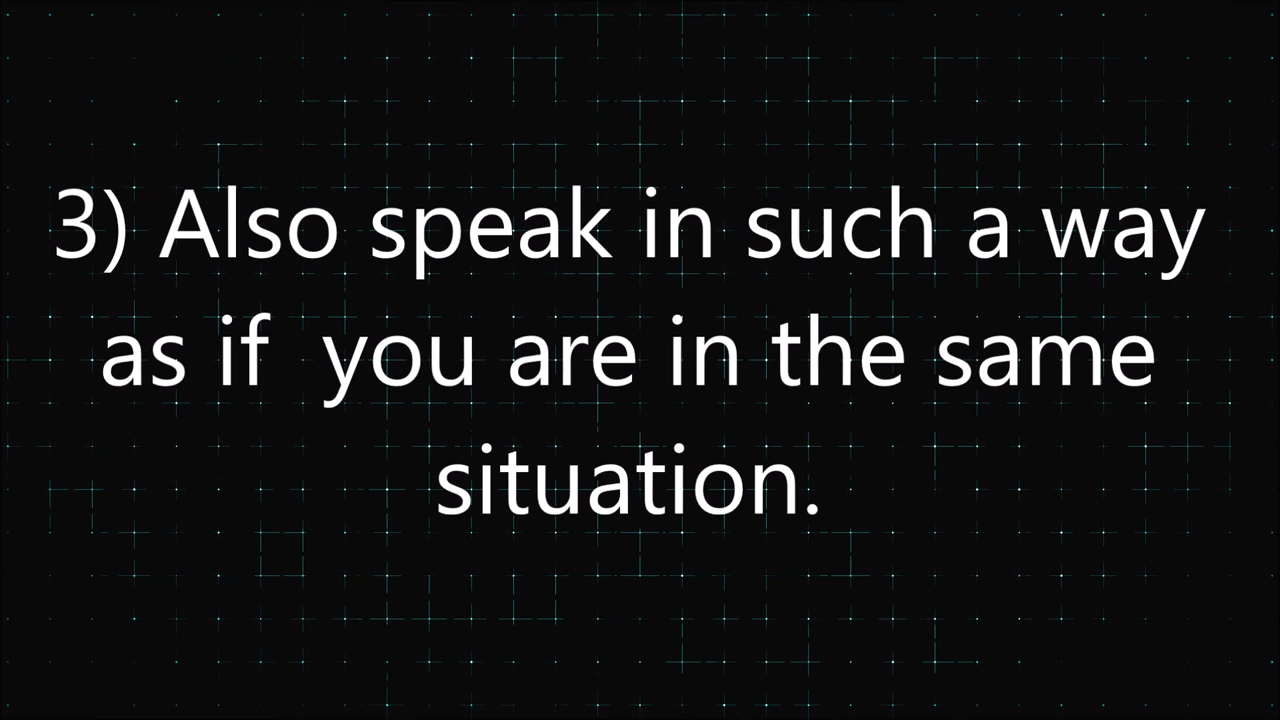 3) Also speak in such a way
as if  you are in the same
situation.